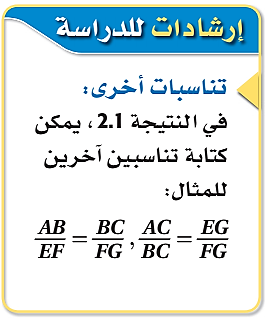 إرشادات للدراسة
تناسبات أخرى:
في النتيجة 2.1 ، يمكن
كتابة تناسبين آخرين
للمثال:
AB/EF = BC/FG , AC/BC = EG/FG